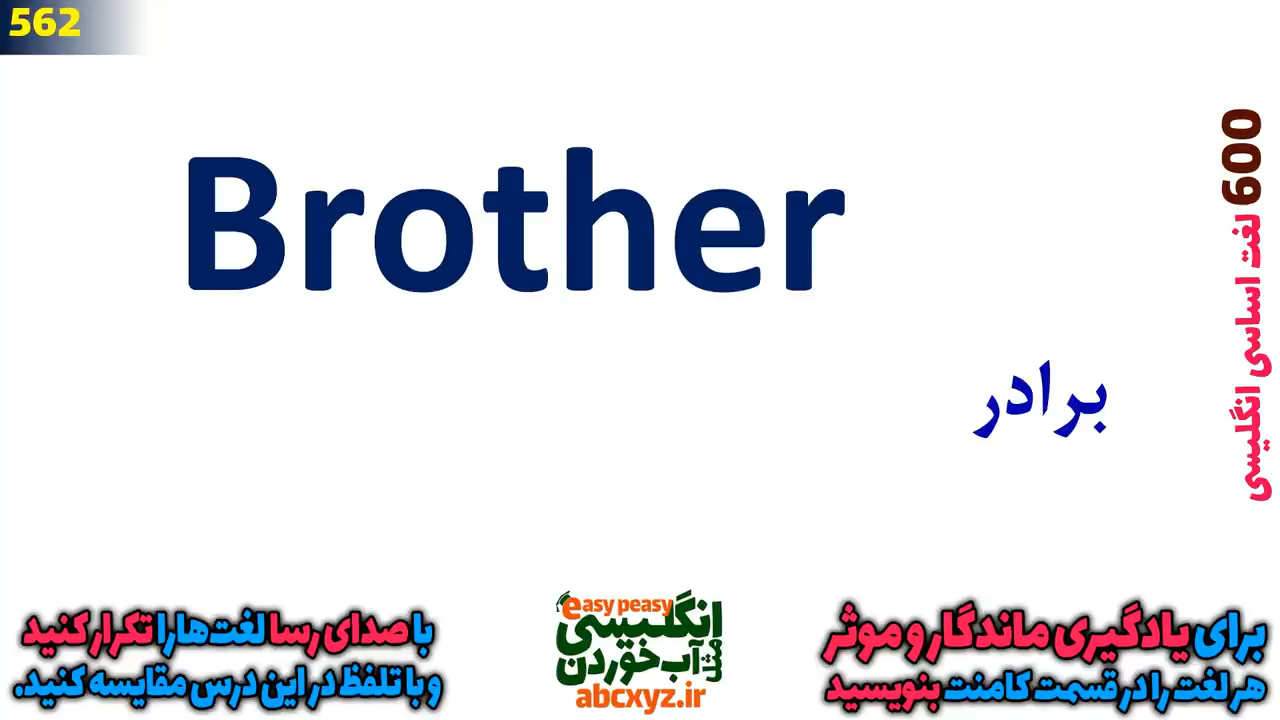 562
Brother
برادر
600 لغت اساسی انگلیسی
برای یادگیری ماندگار و موثر
هر لغت را در قسمت کامنت بنویسید
easy peasy
انگلیسی
مثل آب خوردن
abcxyz.ir
با صدای رسا لغت‌ها را تکرار کنید
و با تلفظ در این درس مقایسه کنید.